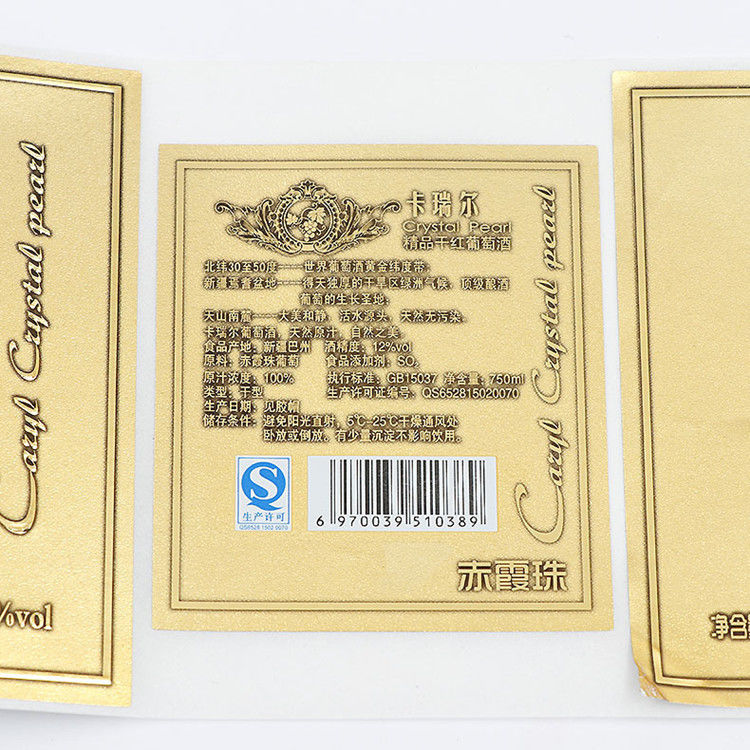 卡瑞尔
Crystal Pearl
精品干红葡萄酒
北纬30至50度——世界葡萄酒黄金纬度带;
新疆焉耆盆地——得天独厚的干旱区绿洲气候,顶级酿酒
葡萄的生长圣地;
天山南麓——大美和静,活水源头,天然无污染。
卡瑞尔葡萄酒,天然原汁,自然之美。
食品产地:新疆巴州 酒精度:12%vol
原料:赤霞珠葡萄 食品添加剂:SO₂
原汁浓度:100% 执行标准:GB15037 净含量:750ml
类型:干型 生产许可证编号:QS652815020070
生产日期:见胶帽
储存条件:避免阳光直射,5℃-25℃干燥通风处
卧放或倒放,有少量沉淀不影响饮用。
QS
生产许可
QS6528 1502 0070
6 970039 510389
赤霞珠
Caryl Crystal pearl
Caryl Crystal pearl
%vol
净含